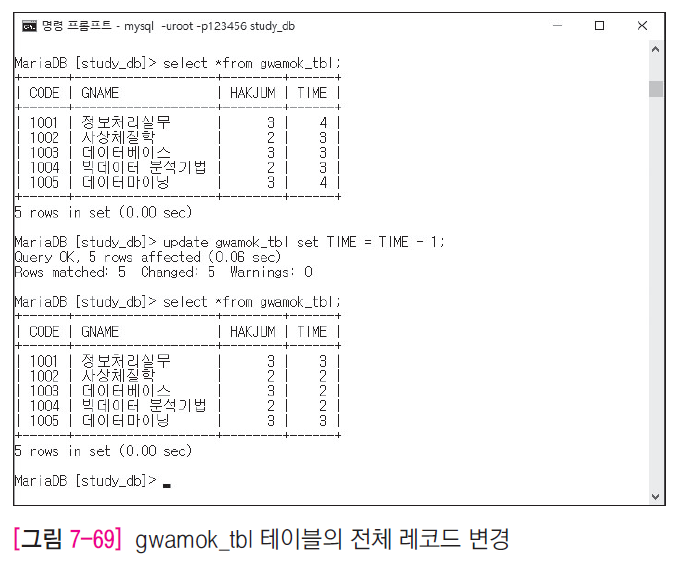 명령 프롬프트 - mysql -uroot -p123456 study_db
MariaDB [study_db]> select *from gwamok_tbl;
+------+------------------+--------+------+
| CODE | GNAME | HAKJUM | TIME |
+------+------------------+--------+------+
| 1001 | 정보처리실무 | 3 | 4 |
| 1002 | 사상체질학 | 2 | 3 |
| 1003 | 데이터베이스 | 3 | 3 |
| 1004 | 빅데이터 분석기법 | 2 | 3 |
| 1005 | 데이터마이닝 | 3 | 4 |
+------+------------------+--------+------+
5 rows in set (0.00 sec)
MariaDB [study_db]> update gwamok_tbl set TIME = TIME - 1;
Query OK, 5 rows affected (0.06 sec)
Rows matched: 5 Changed: 5 Warnings: 0
MariaDB [study_db]> select *from gwamok_tbl;
+------+------------------+--------+------+
| CODE | GNAME | HAKJUM | TIME |
+------+------------------+--------+------+
| 1001 | 정보처리실무 | 3 | 3 |
| 1002 | 사상체질학 | 2 | 2 |
| 1003 | 데이터베이스 | 3 | 2 |
| 1004 | 빅데이터 분석기법 | 2 | 2 |
| 1005 | 데이터마이닝 | 3 | 3 |
+------+------------------+--------+------+
5 rows in set (0.00 sec)
MariaDB [study_db]> _
[그림 7-69] gwamok_tbl 테이블의 전체 레코드 변경